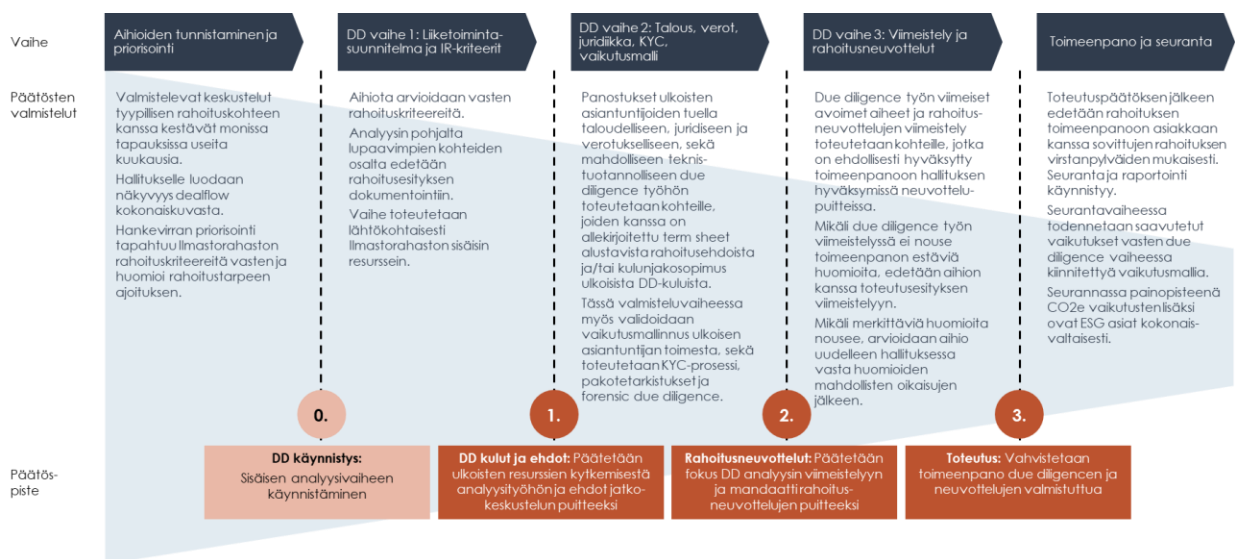 Vaihe
Aihioiden tunnistaminen ja
priorisointi
DD vaihe 1: Liiketoiminta-
suunnitelma ja IR-kriteerit
DD vaihe 2: Talous, verot,
juridiikka, KYC,
vaikutusmalli
DD vaihe 3: Viimeistely ja
rahoitusneuvottelut
Toimeenpano ja seuranta
Päätösten
valmistelut
Valmistelevat keskustelut
tyypillisen rahoituskohteen
kanssa kestävät monissa
tapauksissa useita
kuukausia.
Hallitukselle luodaan
näkyvyys dealflow
kokonaiskuvasta.
Hankevirran priorisointi
tapahtuu Ilmastorahaston
rahoituskriteereitä vasten ja
huomioi rahoitustarpeen
ajoituksen.
Aihiota arvioidaan vasten
rahoituskriteereitä.
Analyysin pohjalta
lupaavimpien kohteiden
osalta edetään
rahoitusesityksen
dokumentointiin.
Vaihe toteutetaan
lähtökohtaisesti
Ilmastorahaston sisäisin
resurssein.
Panostukset ulkoisten
asiantuntijoiden tuella
taloudelliseen, juridiseen ja
verotukselliseen, sekä
mahdolliseen teknis-
tuotannolliseen due
diligence työhön
toteutetaan kohteille,
joiden kanssa on
allekirjoitettu term sheet
alustavista rahoitusehdoista
ja/tai kulunjakosopimus
ulkoisista DD-kuluista.
Tässä valmisteluvaiheessa
myös validoidaan
vaikutusmallinnus ulkoisen
asiantuntijan toimesta, sekä
toteutetaan KYC-prosessi,
pakotetarkistukset ja
forensic due diligence.
Due diligence työn viimeiset
avoimet aiheet ja rahoitus-
neuvottelujen viimeistely
toteutetaan kohteille, jotka
on ehdollisesti hyväksytty
toimeenpanoon hallituksen
hyväksymissä neuvottelu-
puitteissa.
Mikäli due diligence työn
viimeistelyssä ei nouse
toimeenpanon estäviä
huomioita, edetään aihion
kanssa toteutusesityksen
viimeistelyyn.
Mikäli merkittäviä huomioita
nousee, arvioidaan aihio
uudelleen hallituksessa
vasta huomioiden
mahdollisten oikaisujen
jälkeen.
Toteutuspäätöksen jälkeen
edetään rahoituksen
toimeenpanoon asiakkaan
kanssa sovittujen rahoituksen
virstanpylväiden mukaisesti.
Seuranta ja raportointi
käynnistyy.
Seurantavaiheessa
todennetaan saavutetut
vaikutukset vasten due
diligence vaiheessa
kiinnitettyä vaikutusmallia.
Seurannassa painopisteenä
CO2e vaikutusten lisäksi
ovat ESG asiat kokonais-
valtaisesti.
0.
1.
2.
3.
Päätös-
piste
DD käynnistys:
Sisäisen analyysivaiheen
käynnistäminen
DD kulut ja ehdot: Päätetään
ulkoisten resurssien kytkemisestä
analyysityöhön ja ehdot jatko-
keskustelun puitteeksi
Rahoitusneuvottelut: Päätetään
fokus DD analyysin viimeistelyyn
ja mandaatti rahoitus-
neuvottelujen puitteeksi
Toteutus: Vahvistetaan
toimeenpano due diligencen ja
neuvottelujen valmistuttua